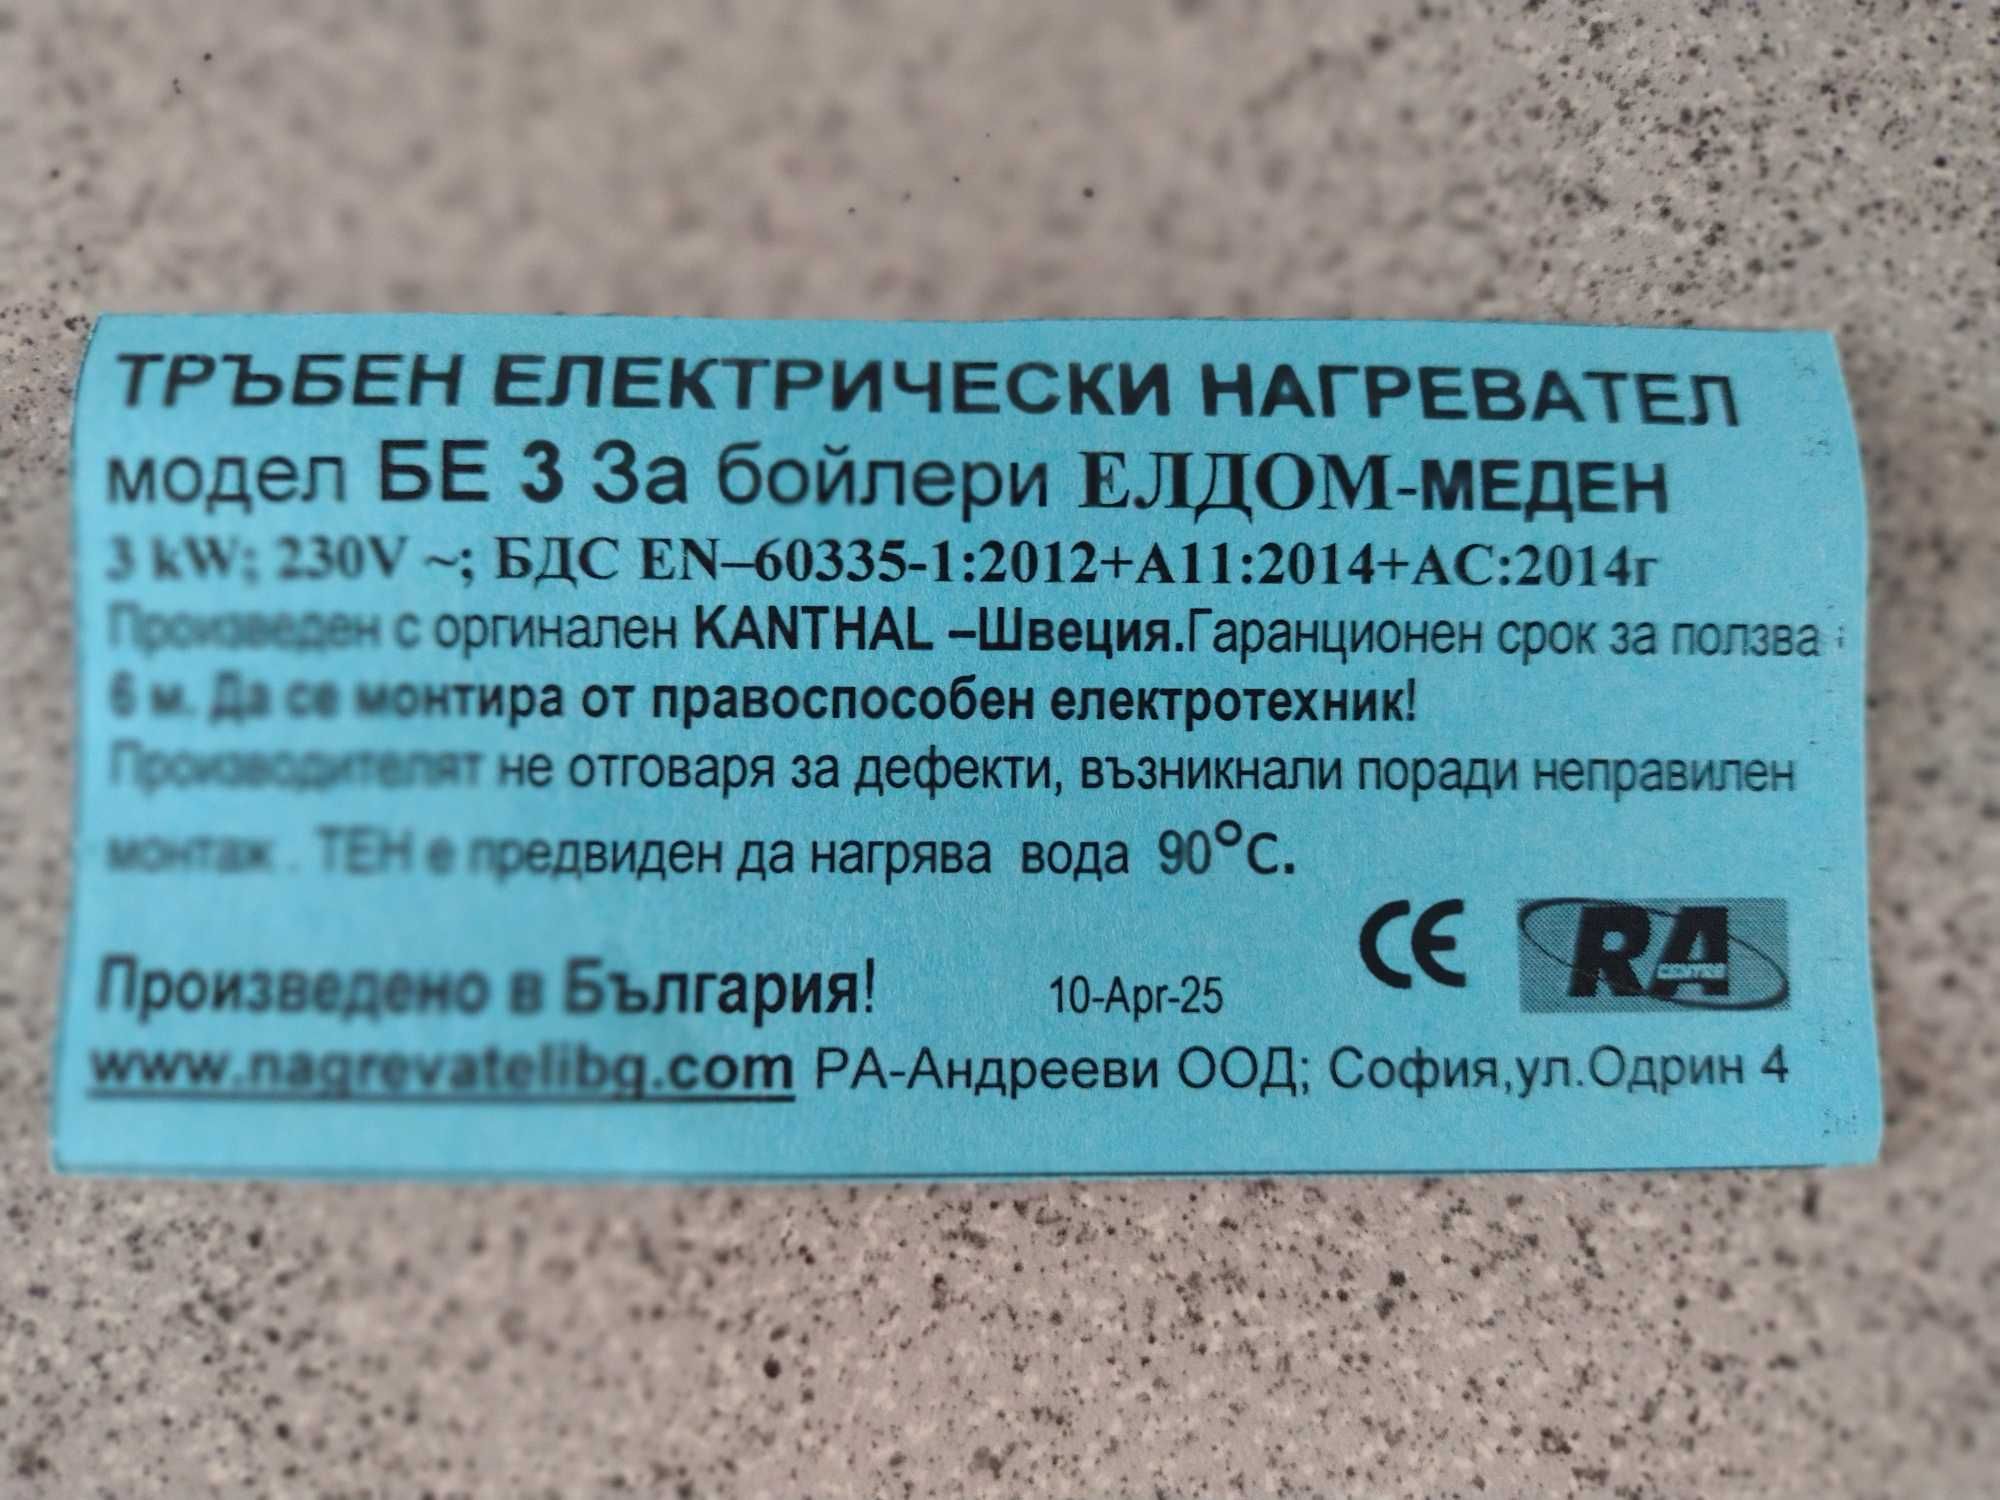 ТРЪБЕН ЕЛЕКТРИЧЕСКИ НАГРЕВАТЕЛ
модел БЕ 3 За бойлери ЕЛДОМ-МЕДЕН
3 kW; 230V ~; БДС EN–60335-1:2012+A11:2014+AC:2014г
Произведен с оргинален KANTHAL –Швеция.Гаранционен срок за ползва
6 м. Да се монтира от правоспособен електротехник!
Производителят не отговаря за дефекти, възникнали поради неправилен
монтаж . ТЕН е предвиден да нагрява вода 90°С.
CE RA CENTRE
Произведено в България! 10-Apr-25
www.nagrevatelibg.com РА-Андрееви ООД; София,ул.Одрин 4